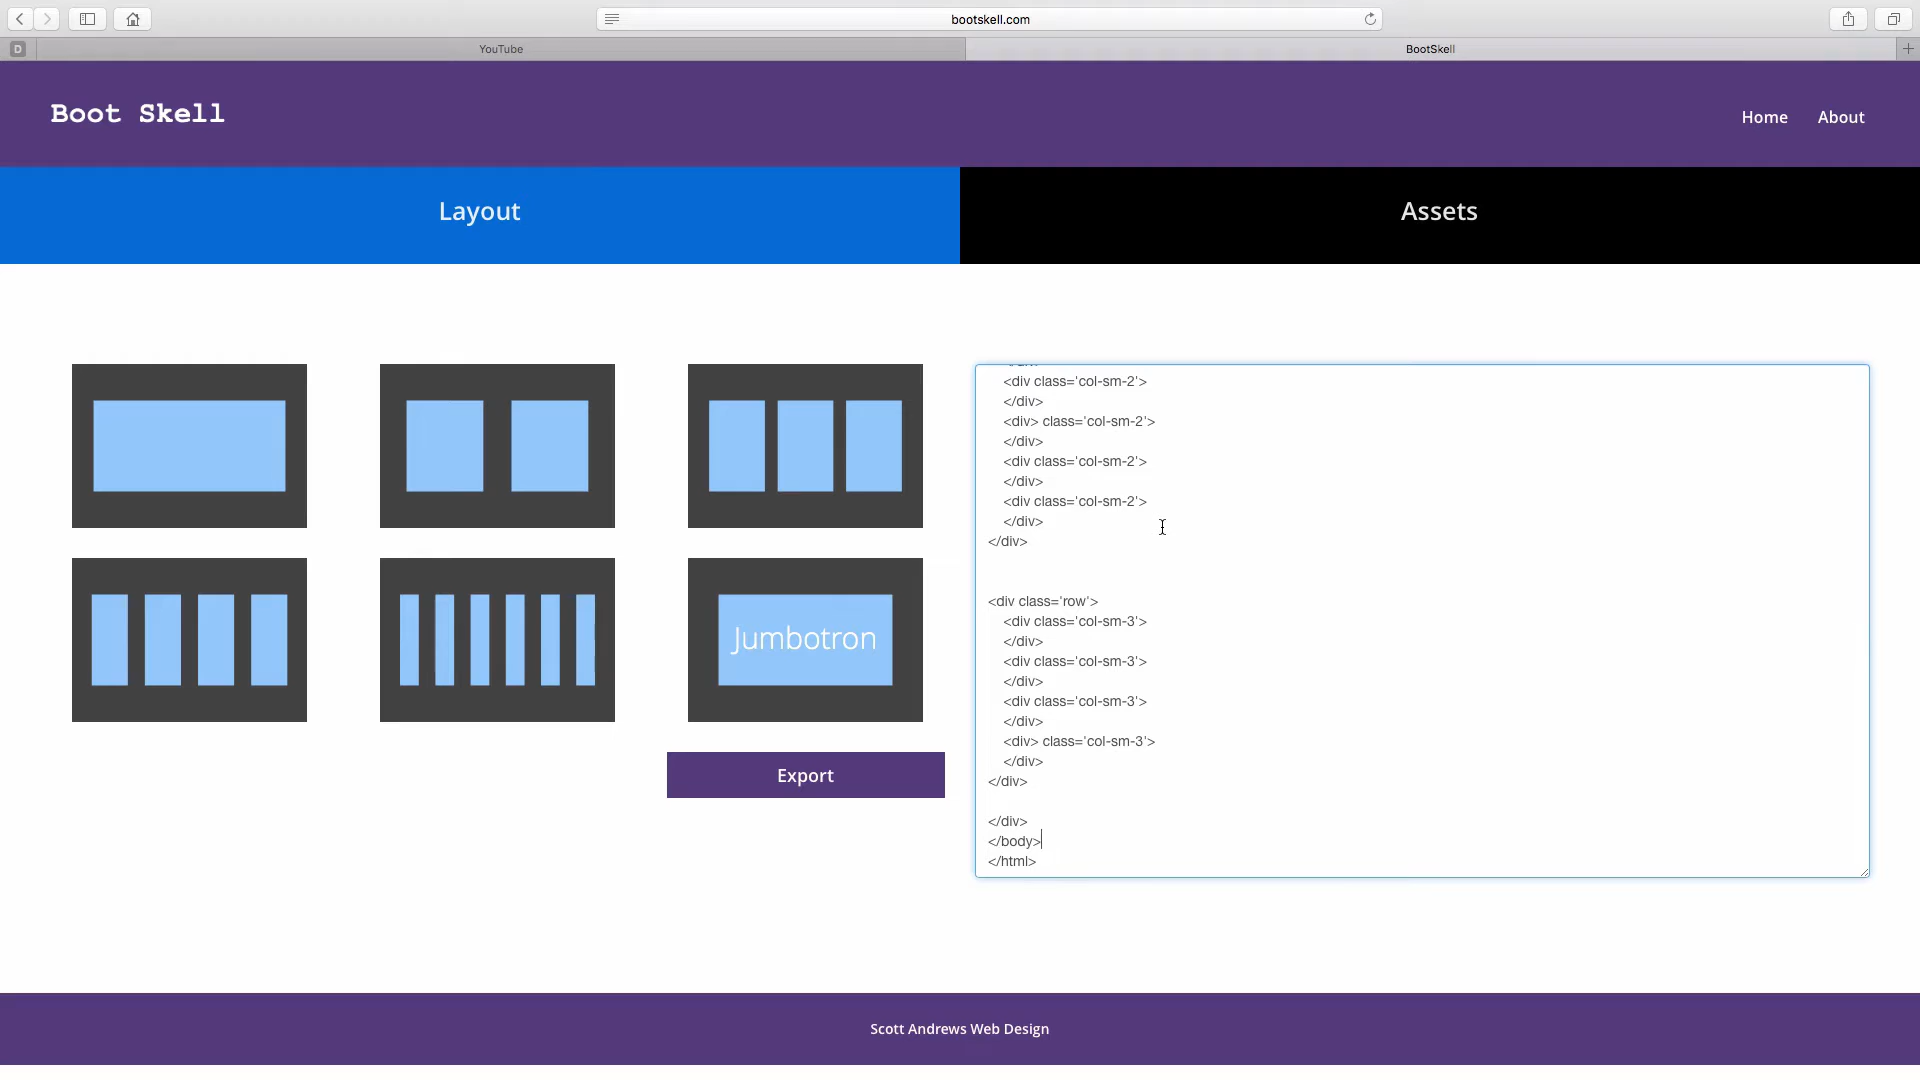 bootskell.com
D
YouTube
BootSkell
Boot Skell
Home
About
Layout
Assets
Jumbotron
Export
<div class='col-sm-2'>
</div>
<div> class='col-sm-2'>
</div>
<div class='col-sm-2'>
</div>
<div class='col-sm-2'>
</div>
</div>
<div class='row'>
<div class='col-sm-3'>
</div>
<div class='col-sm-3'>
</div>
<div class='col-sm-3'>
</div>
<div> class='col-sm-3'>
</div>
</div>
</div>
</body>
</html>
Scott Andrews Web Design